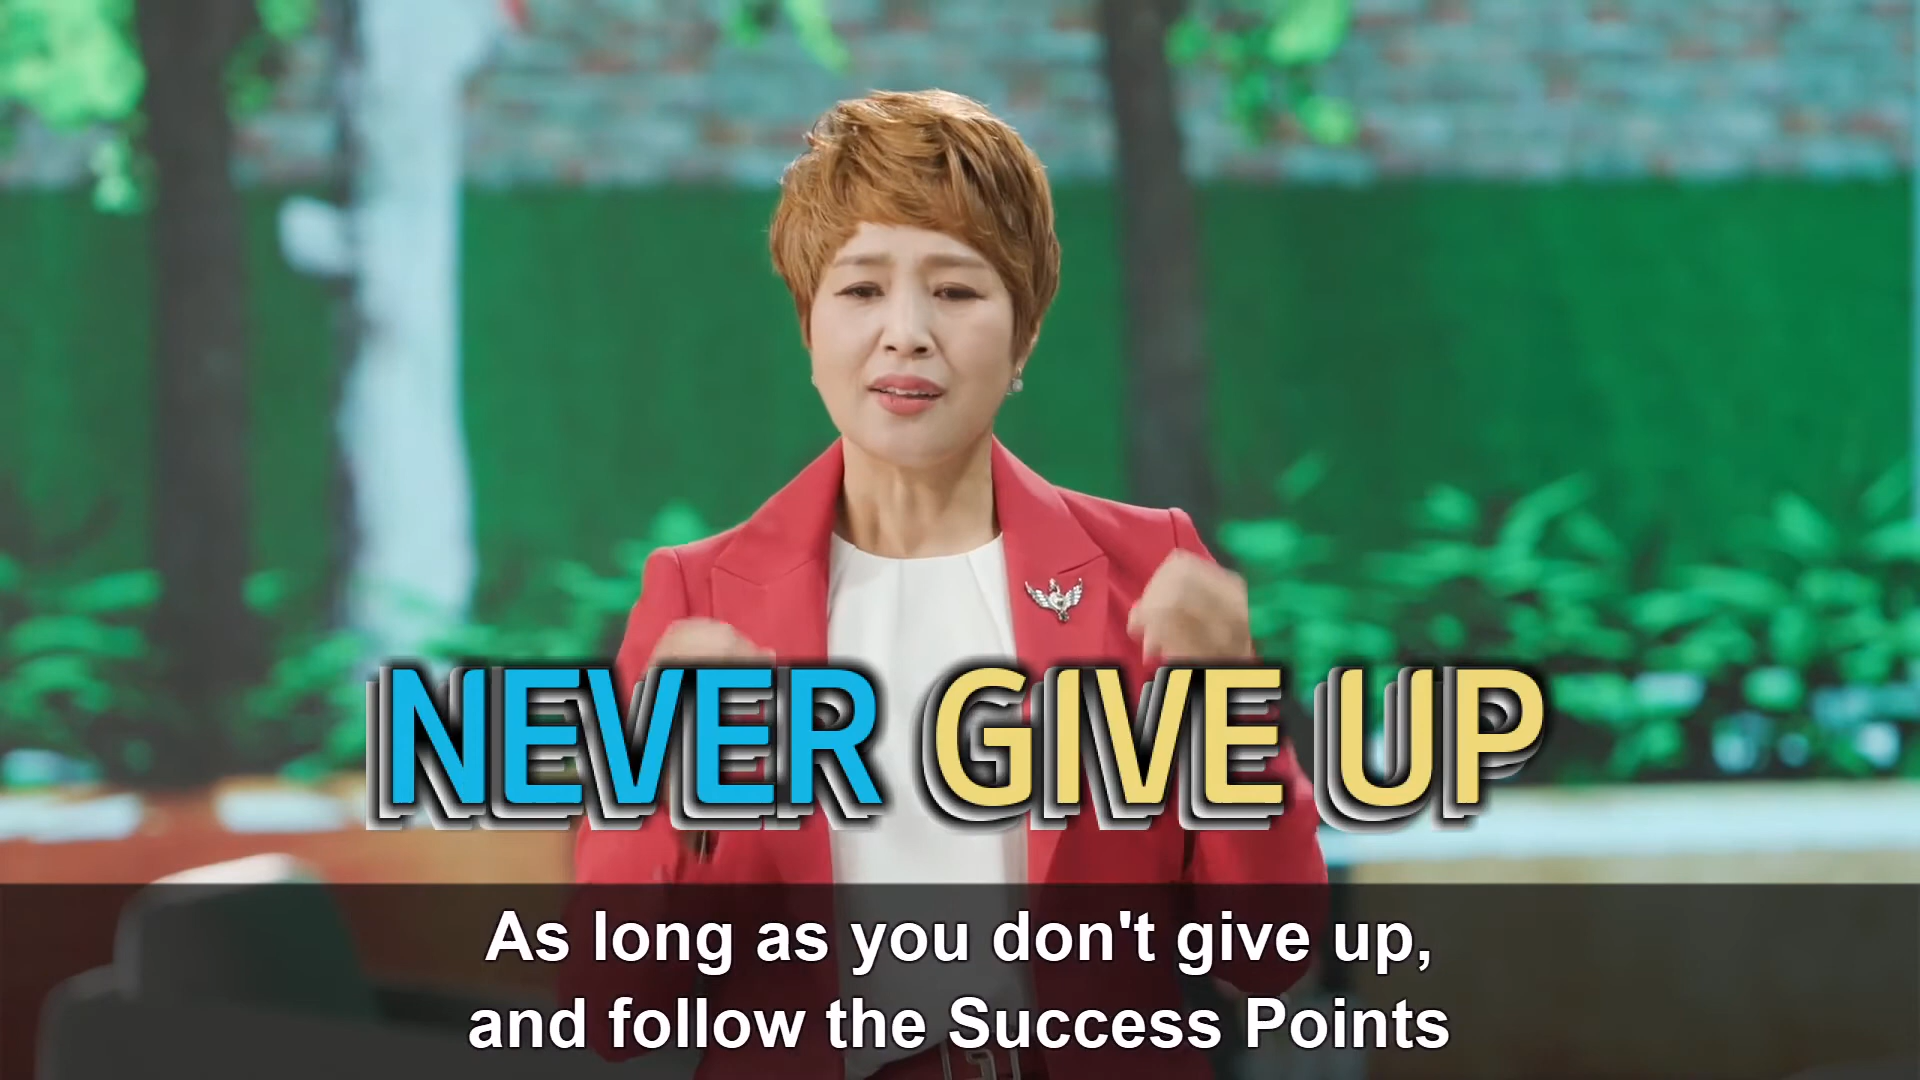 NEVER GIVE UP
As long as you don't give up,
and follow the Success Points